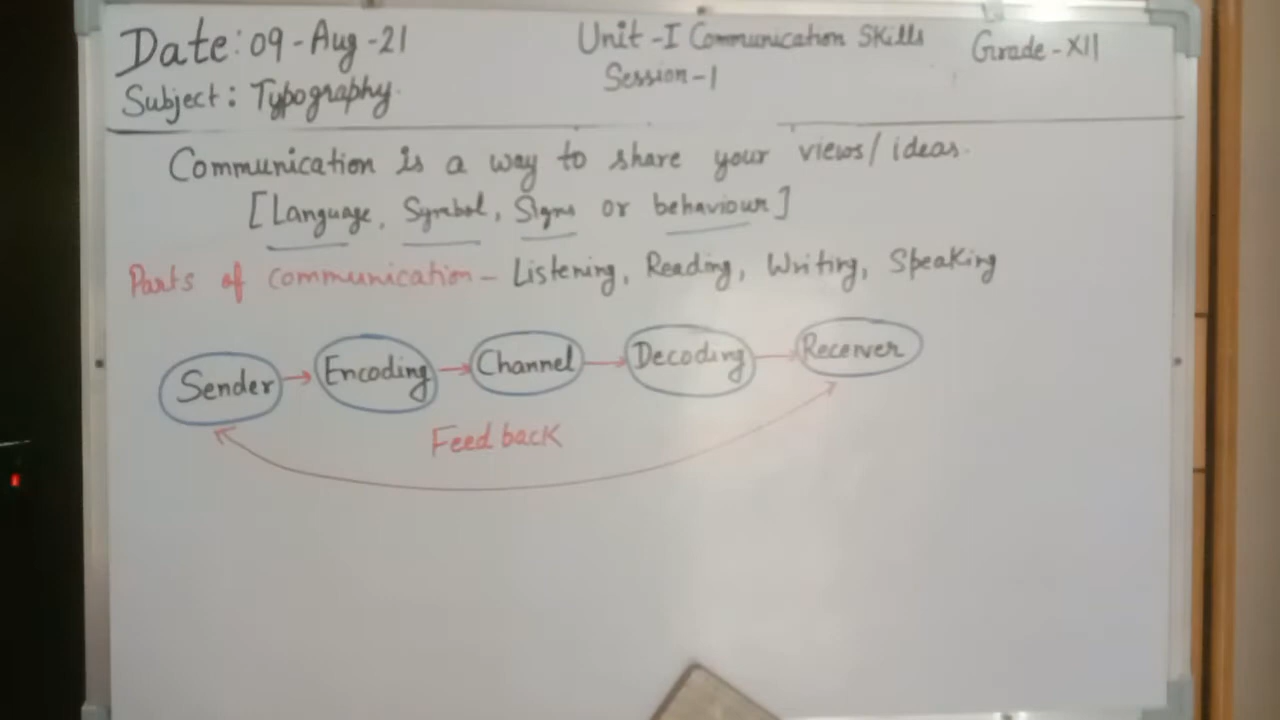 Date: 09-Aug-21
Unit-I Communication Skills
Grade-XII
Session-1
Subject: Typography.
Communication is a way to share your views/ideas.
[Language, Symbol, Signs or behaviour]
Parts of communication - Listening, Reading, Writing, Speaking
Sender → Encoding → Channel → Decoding → Receiver
Feedback